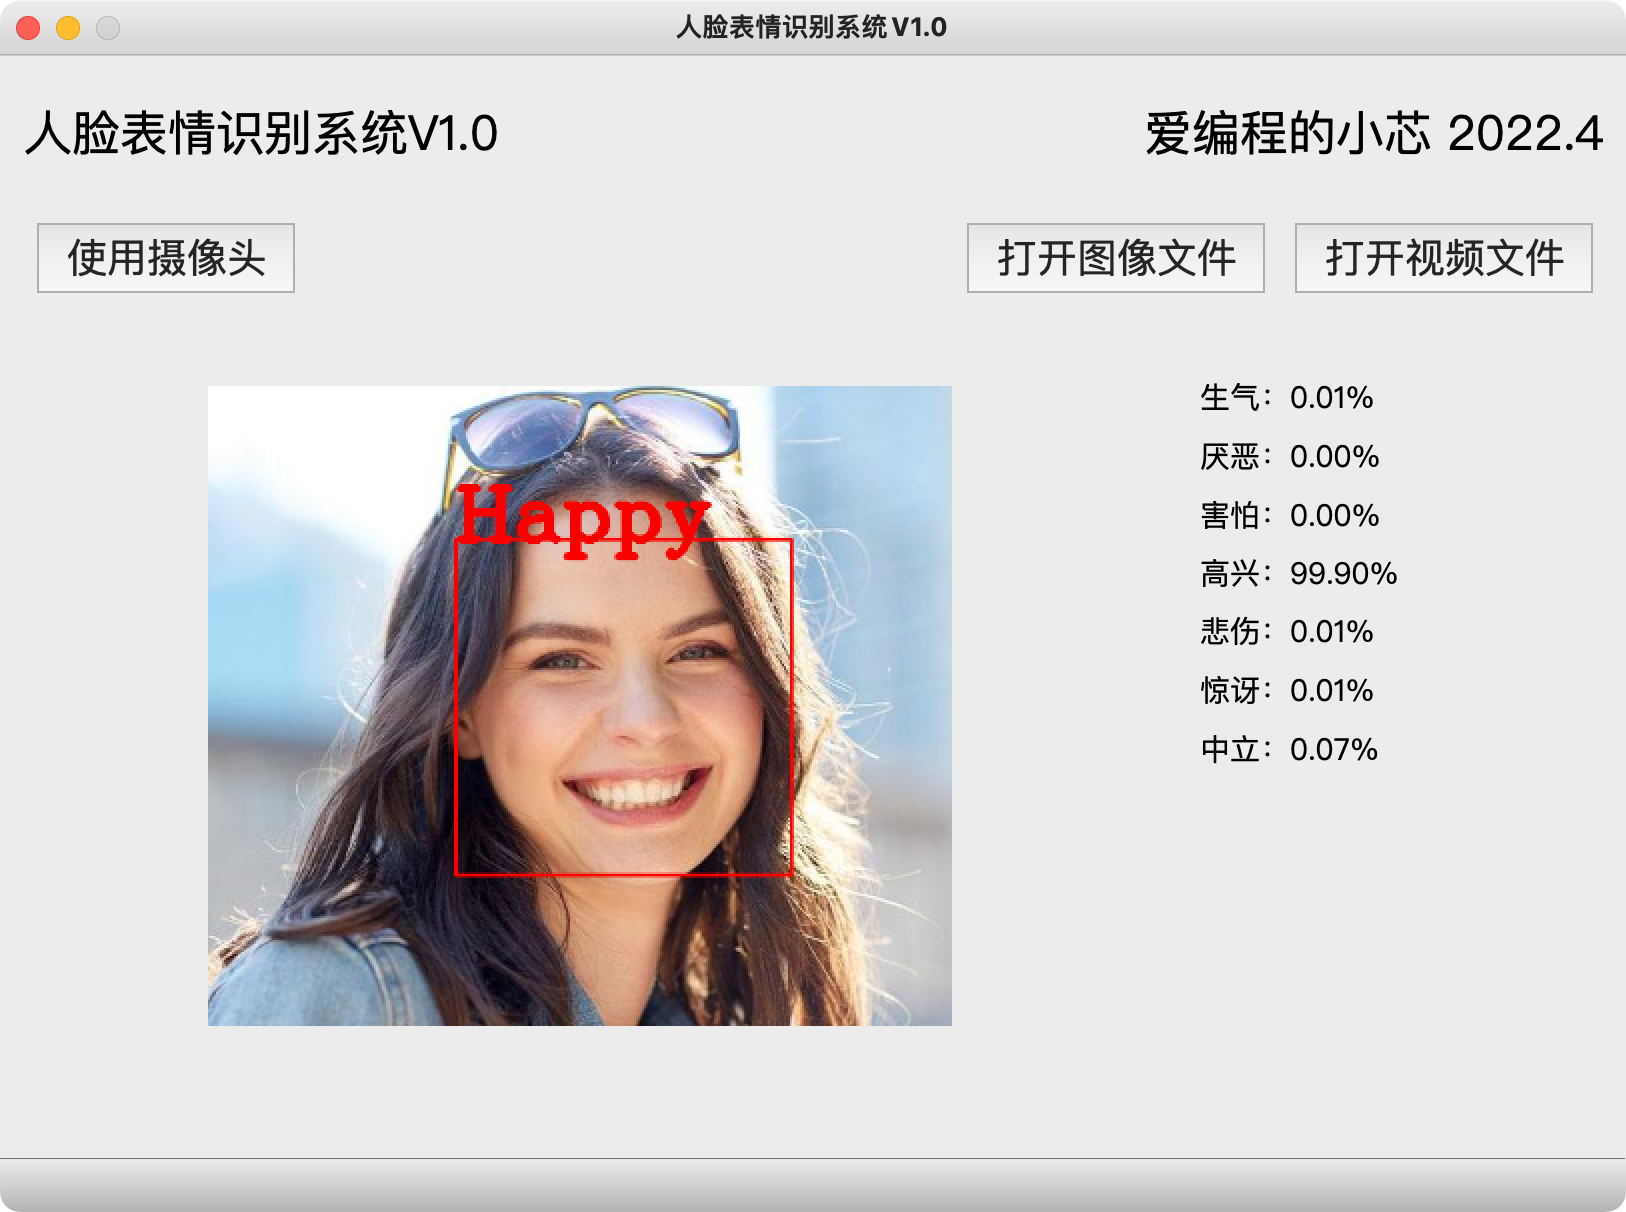 人脸表情识别系统V1.0
人脸表情识别系统V1.0
爱编程的小芯 2022.4
使用摄像头
打开图像文件
打开视频文件
Happy
生气：0.01%
厌恶：0.00%
害怕：0.00%
高兴：99.90%
悲伤：0.01%
惊讶：0.01%
中立：0.07%